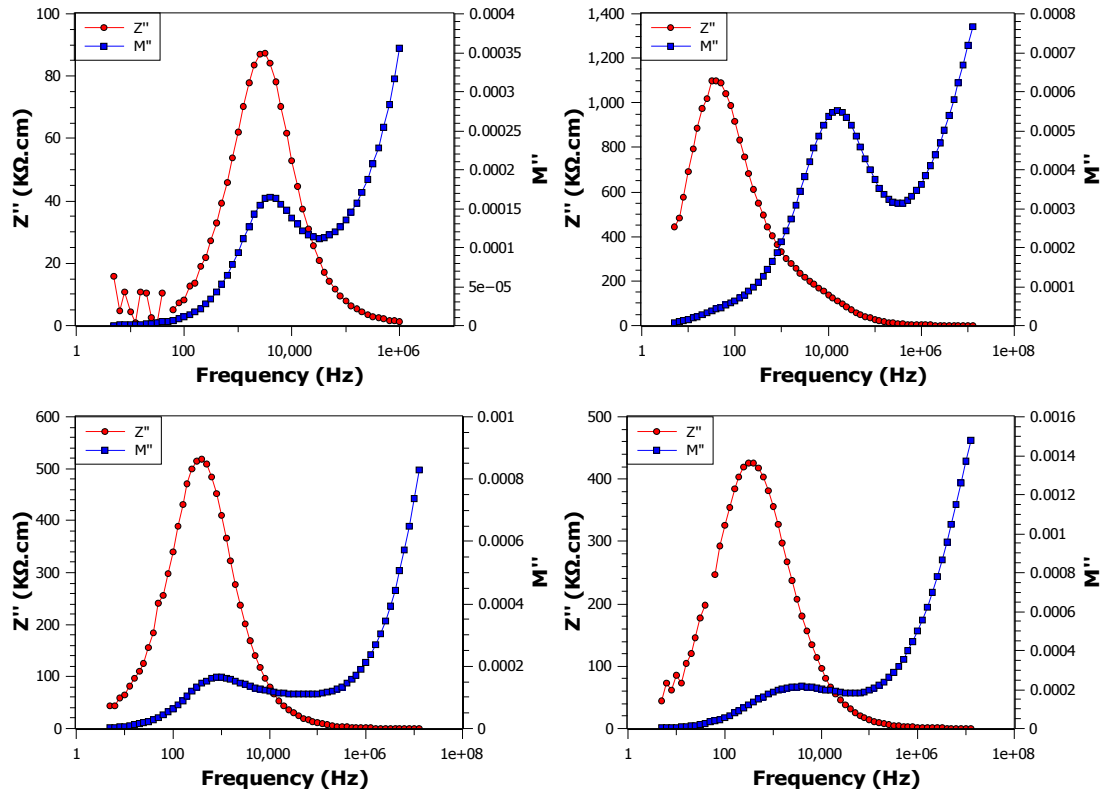 100
80
60
40
20
0
Z'' (KΩ.cm)
Z''
M''
0.0004
0.00035
0.0003
0.00025
0.0002
0.00015
0.0001
5e−05
0
M''
1
100
10,000
1e+06
Frequency (Hz)
1,400
1,200
1,000
800
600
400
200
0
Z'' (KΩ.cm)
Z''
M''
0.0008
0.0007
0.0006
0.0005
0.0004
0.0003
0.0002
0.0001
0
M''
1
100
10,000
1e+06
1e+08
Frequency (Hz)
600
500
400
300
200
100
0
Z'' (KΩ.cm)
Z''
M''
0.001
0.0008
0.0006
0.0004
0.0002
0
M''
1
100
10,000
1e+06
1e+08
Frequency (Hz)
500
400
300
200
100
0
Z'' (KΩ.cm)
Z''
M''
0.0016
0.0014
0.0012
0.001
0.0008
0.0006
0.0004
0.0002
0
M''
1
100
10,000
1e+06
1e+08
Frequency (Hz)